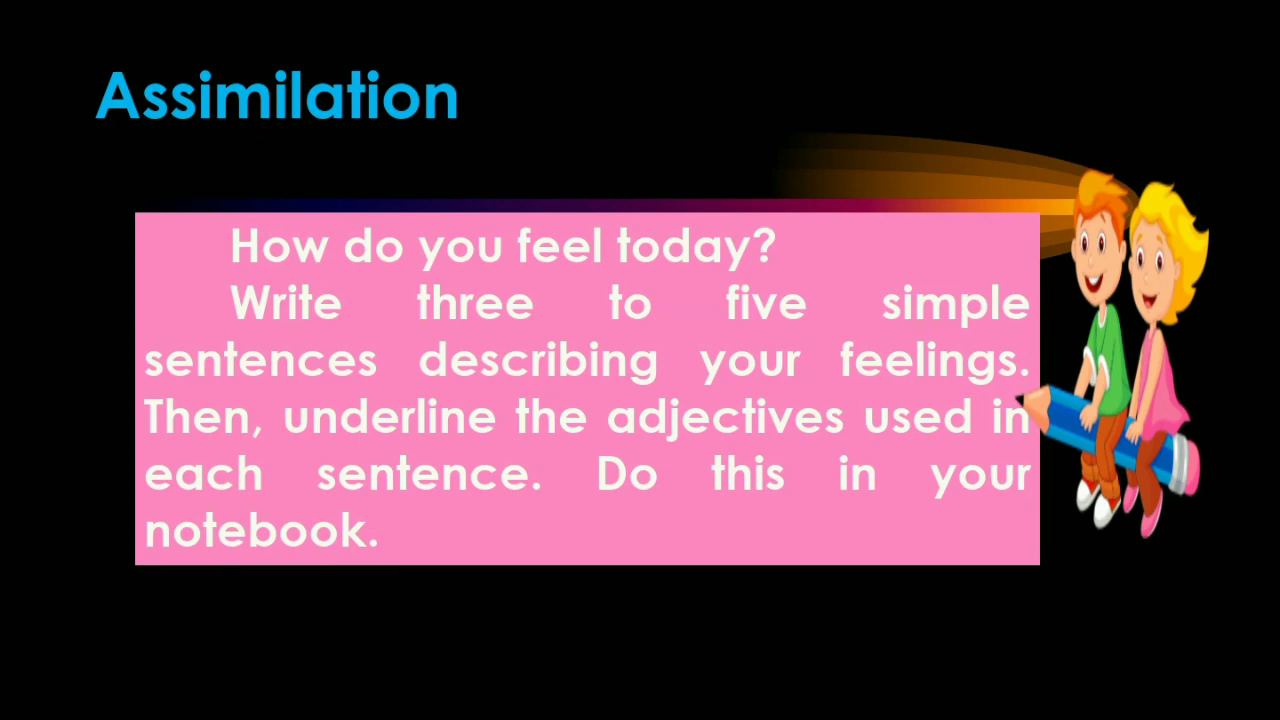 Assimilation
How do you feel today?
Write three to five simple
sentences describing your feelings.
Then, underline the adjectives used in
each sentence. Do this in your
notebook.